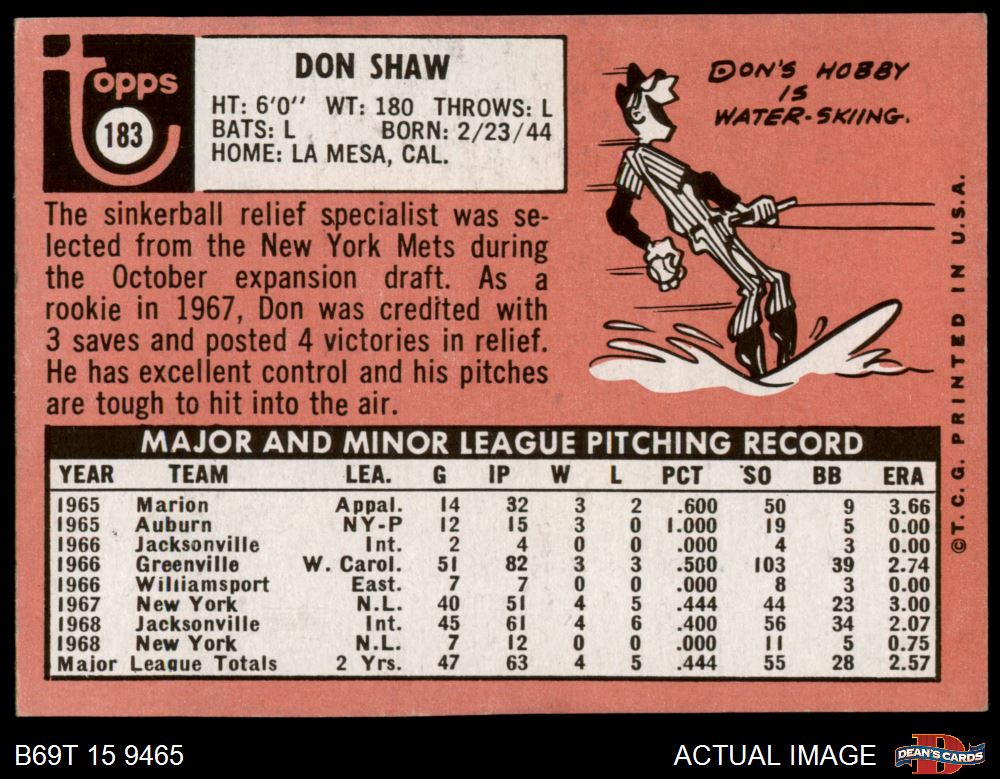 Topps
183
DON SHAW
HT: 6'0" WT: 180 THROWS: L
BATS: L BORN: 2/23/44
HOME: LA MESA, CAL.
DON'S HOBBY
IS
WATER-SKIING.
The sinkerball relief specialist was se-
lected from the New York Mets during
the October expansion draft. As a
rookie in 1967, Don was credited with
3 saves and posted 4 victories in relief.
He has excellent control and his pitches
are tough to hit into the air.
MAJOR AND MINOR LEAGUE PITCHING RECORD
YEAR TEAM LEA. G IP W L PCT SO BB ERA
1965 Marion Appal. 14 32 3 2 .600 50 9 3.66
1965 Auburn NY-P 12 15 3 0 1.000 19 5 0.00
1966 Jacksonville Int. 2 4 0 0 .000 4 3 0.00
1966 Greenville W. Carol. 51 82 3 3 .500 103 39 2.74
1966 Williamsport East. 7 7 0 0 .000 8 3 0.00
1967 New York N.L. 40 51 4 5 .444 44 23 3.00
1968 Jacksonville Int. 45 61 4 6 .400 56 34 2.07
1968 New York N.L. 7 12 0 0 .000 11 5 0.75
Major League Totals 2 Yrs. 47 63 4 5 .444 55 28 2.57
©T.C.G. PRINTED IN U.S.A.
B69T 15 9465
ACTUAL IMAGE
B
DEAN'S CARDS